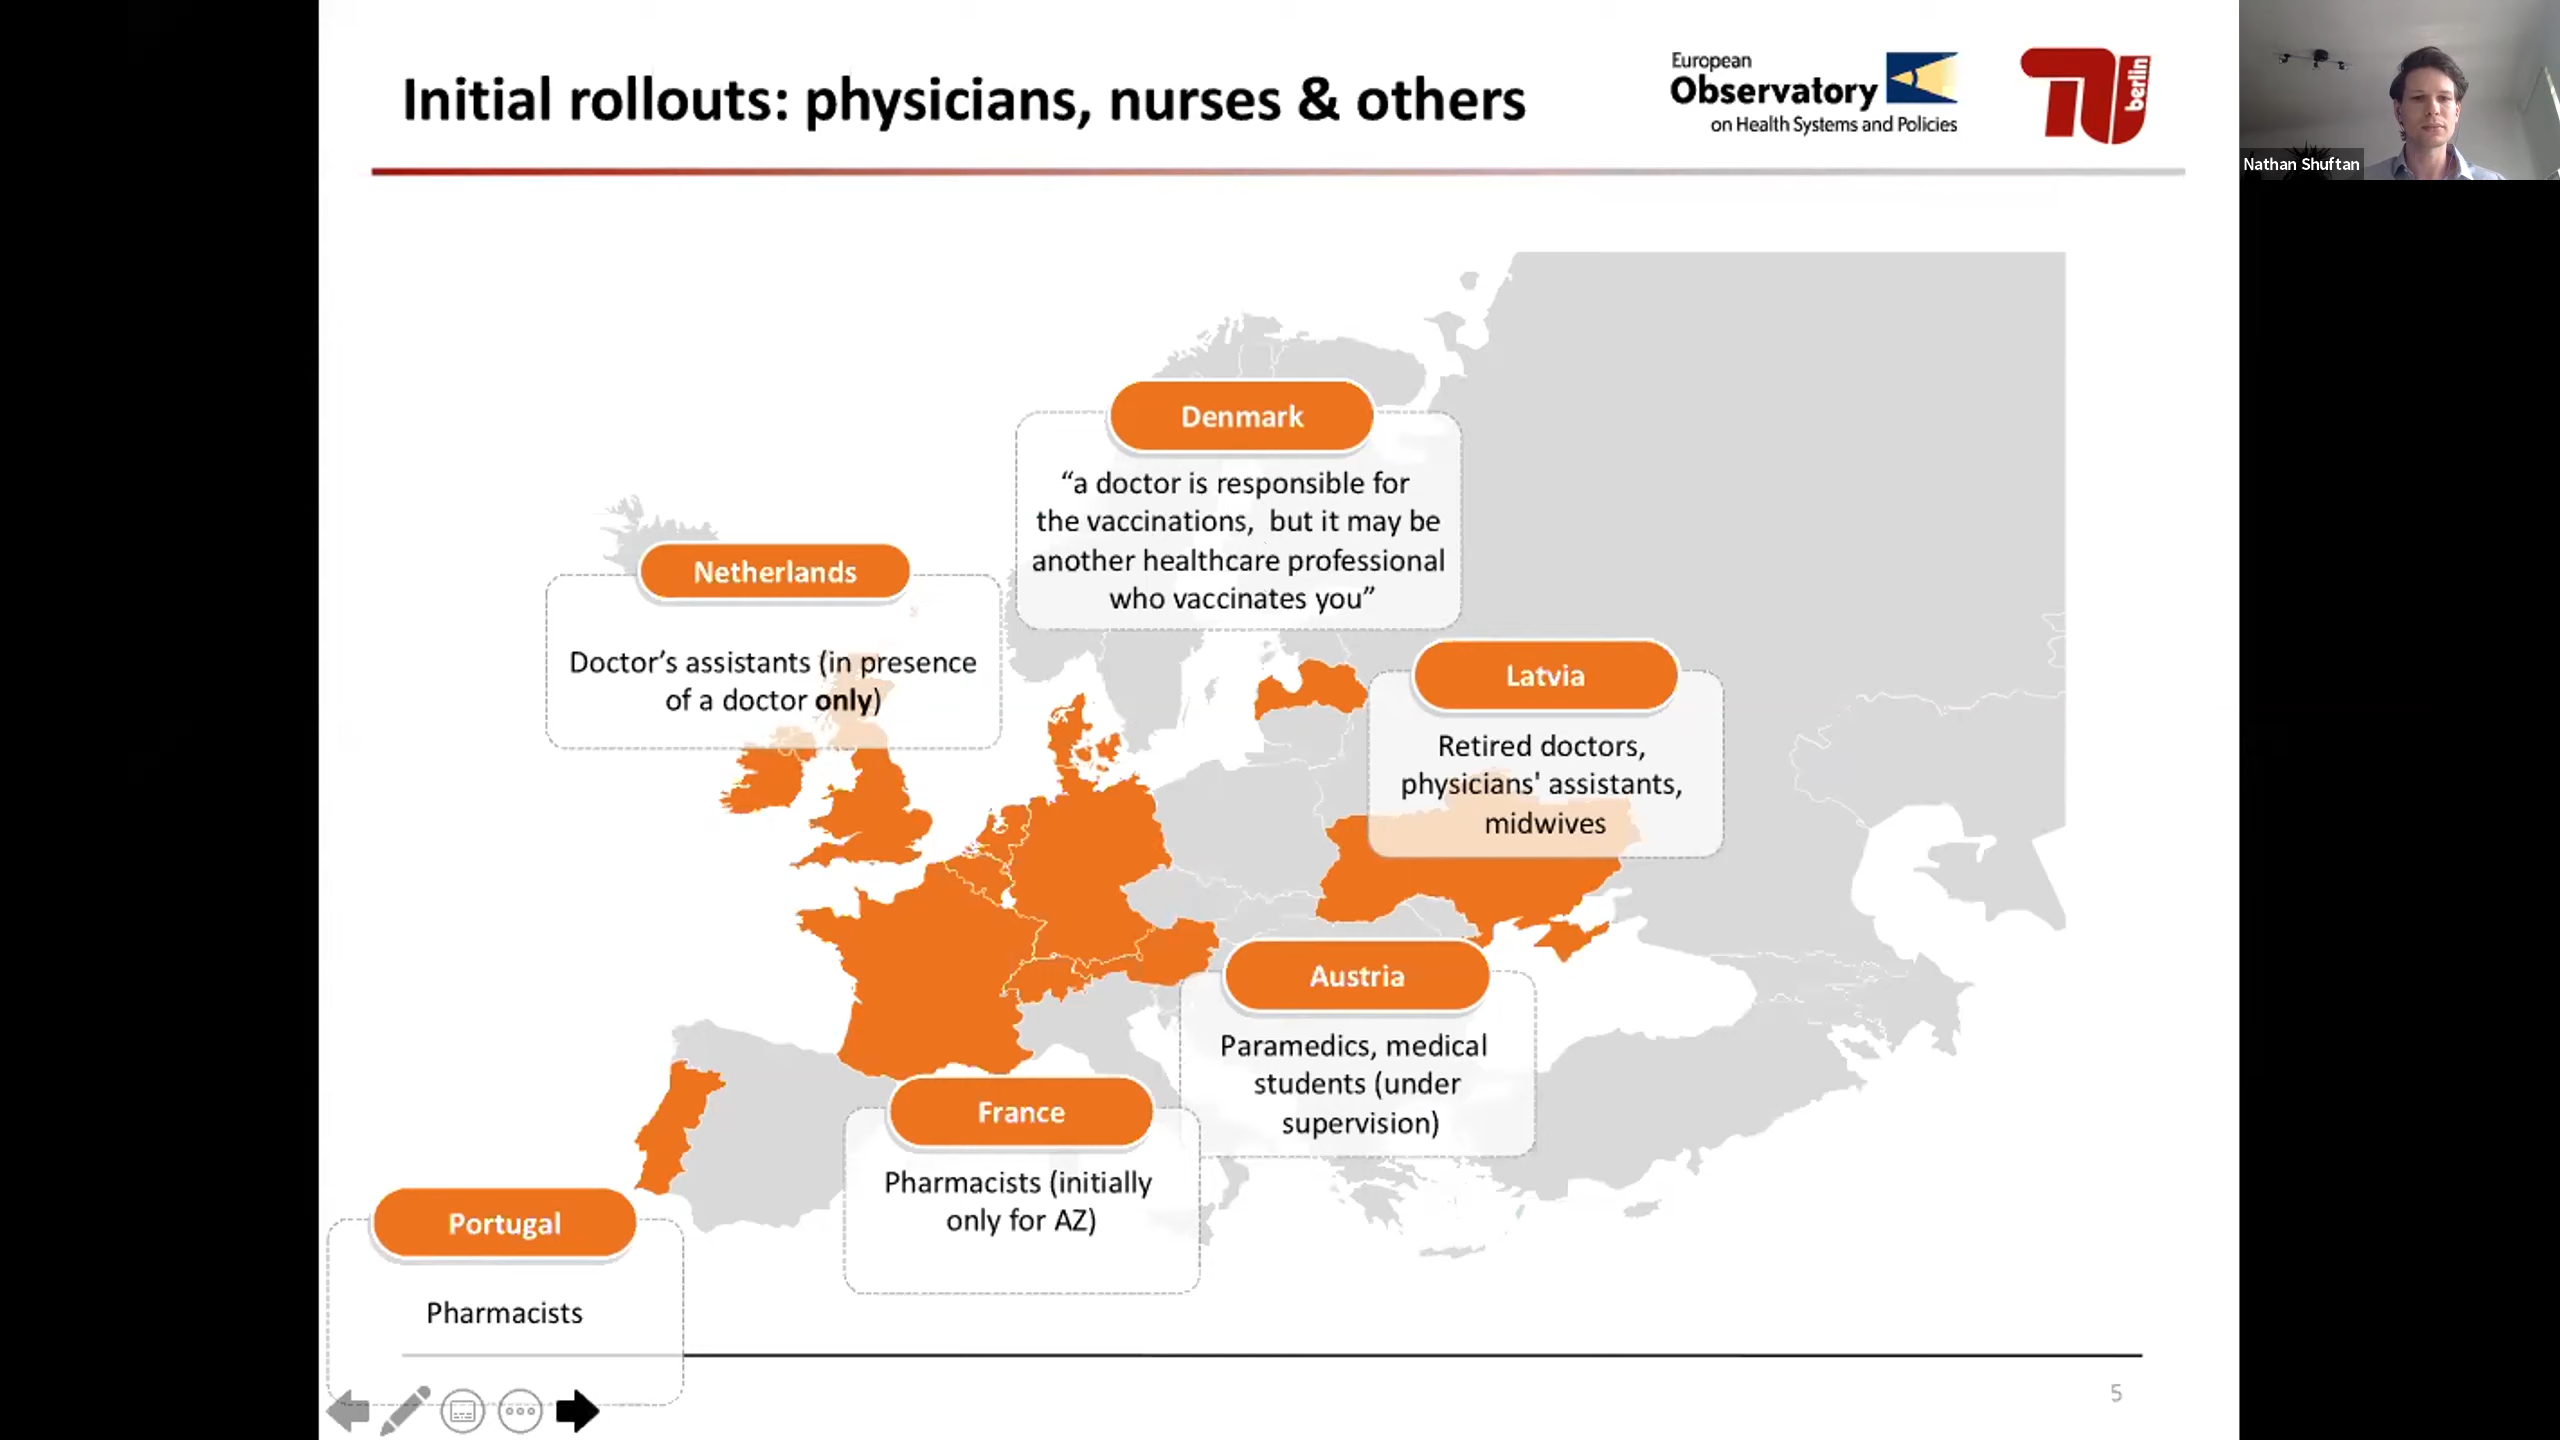 Initial rollouts: physicians, nurses & others
European
Observatory
on Health Systems and Policies
berlin
Nathan Shuftan
Denmark
“a doctor is responsible for
the vaccinations,  but it may be
another healthcare professional
who vaccinates you”
Netherlands
Doctor’s assistants (in presence
of a doctor only)
Latvia
Retired doctors,
physicians' assistants,
midwives
Austria
Paramedics, medical
students (under
supervision)
France
Pharmacists (initially
only for AZ)
Portugal
Pharmacists
5